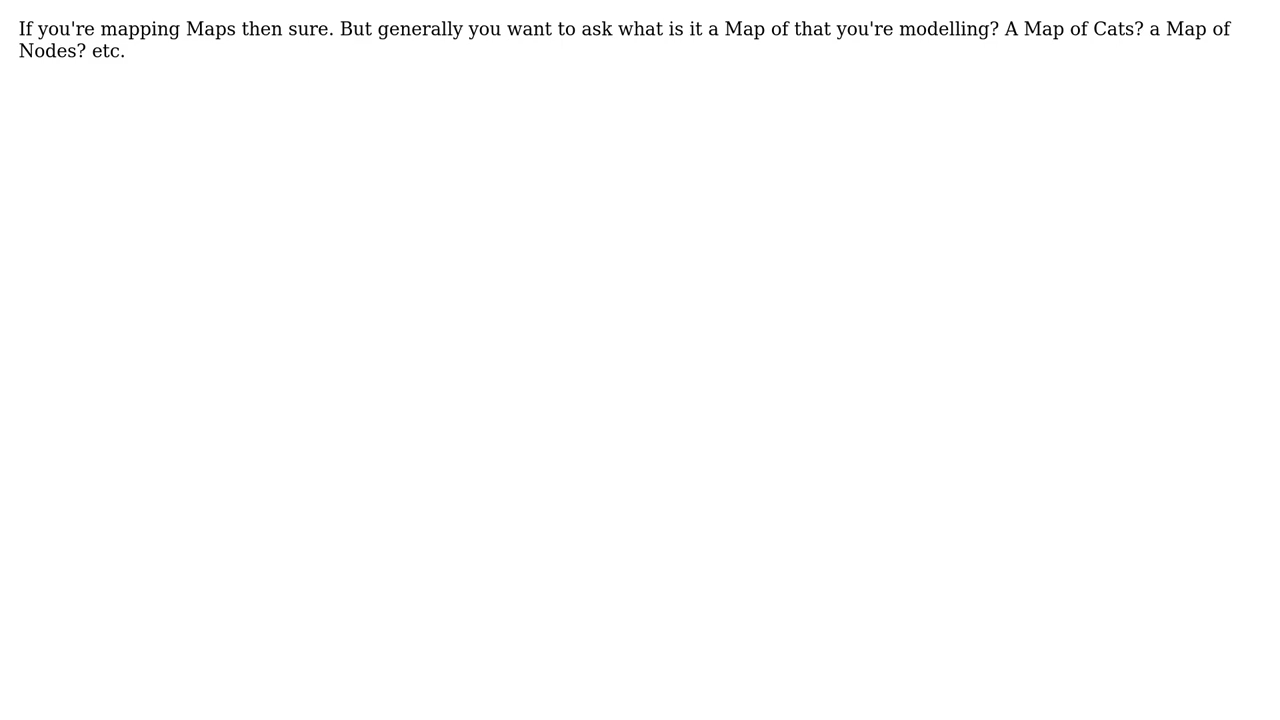 If you're mapping Maps then sure. But generally you want to ask what is it a Map of that you're modelling? A Map of Cats? a Map of
Nodes? etc.